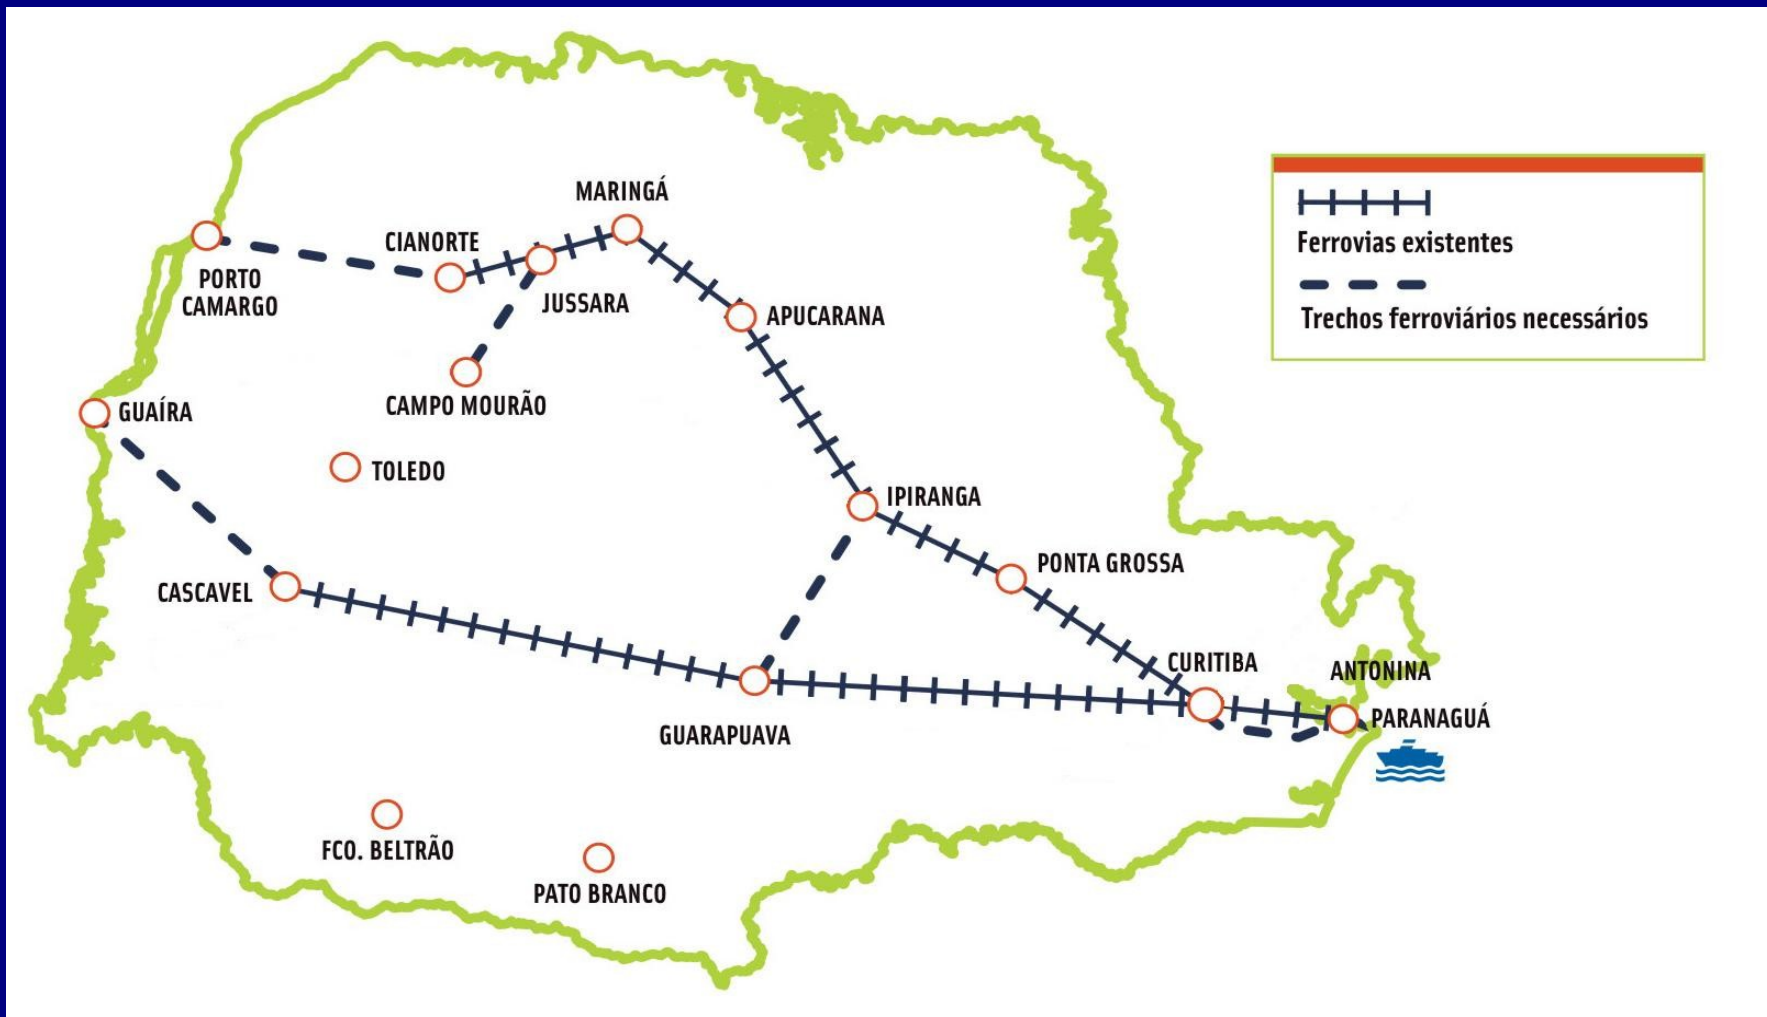 MARINGÁ
CIANORTE
PORTO
CAMARGO
JUSSARA
APUCARANA
CAMPO MOURÃO
GUAÍRA
TOLEDO
IPIRANGA
PONTA GROSSA
CASCAVEL
CURITIBA
ANTONINA
PARANAGUÁ
GUARAPUAVA
FCO. BELTRÃO
PATO BRANCO
Ferrovias existentes
Trechos ferroviários necessários